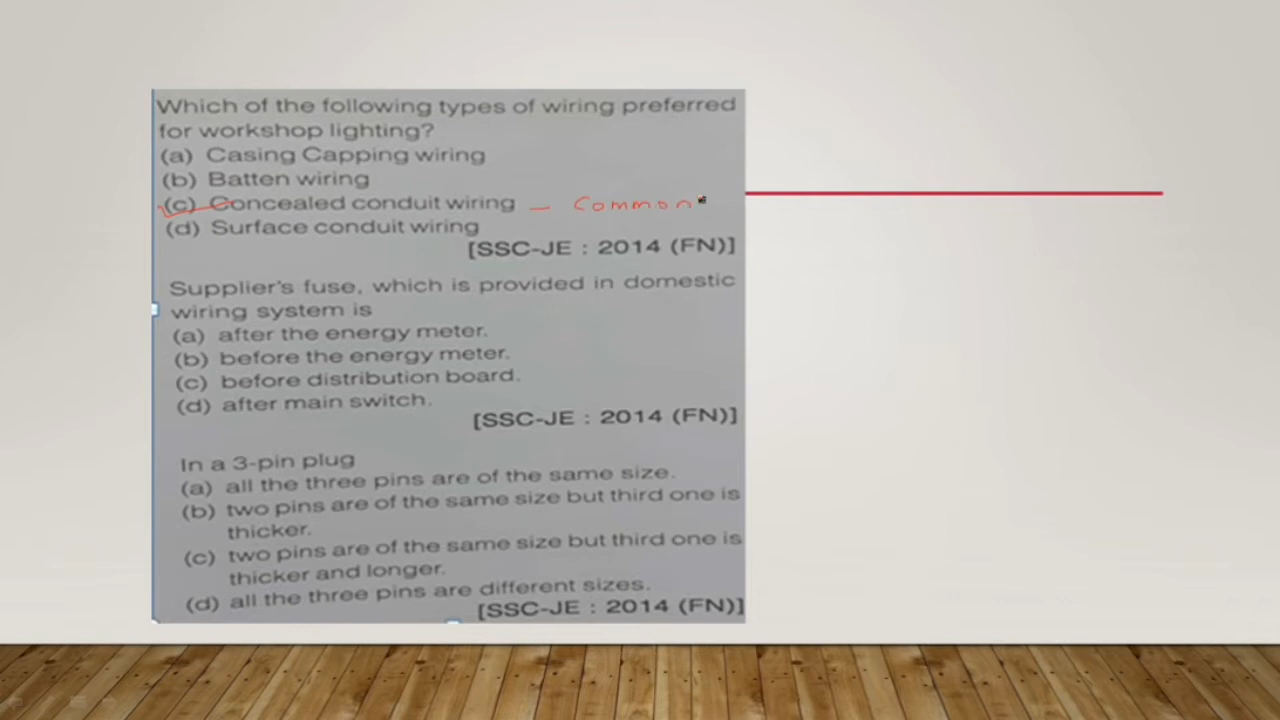 Which of the following types of wiring preferred
for workshop lighting?
(a) Casing Capping wiring
(b) Batten wiring
(c) Concealed conduit wiring – Common
(d) Surface conduit wiring
[SSC-JE : 2014 (FN)]
Supplier's fuse, which is provided in domestic
wiring system is
(a) after the energy meter.
(b) before the energy meter.
(c) before distribution board.
(d) after main switch.
[SSC-JE : 2014 (FN)]
In a 3-pin plug
(a) all the three pins are of the same size.
(b) two pins are of the same size but third one is
thicker.
(c) two pins are of the same size but third one is
thicker and longer.
(d) all the three pins are different sizes.
[SSC-JE : 2014 (FN)]